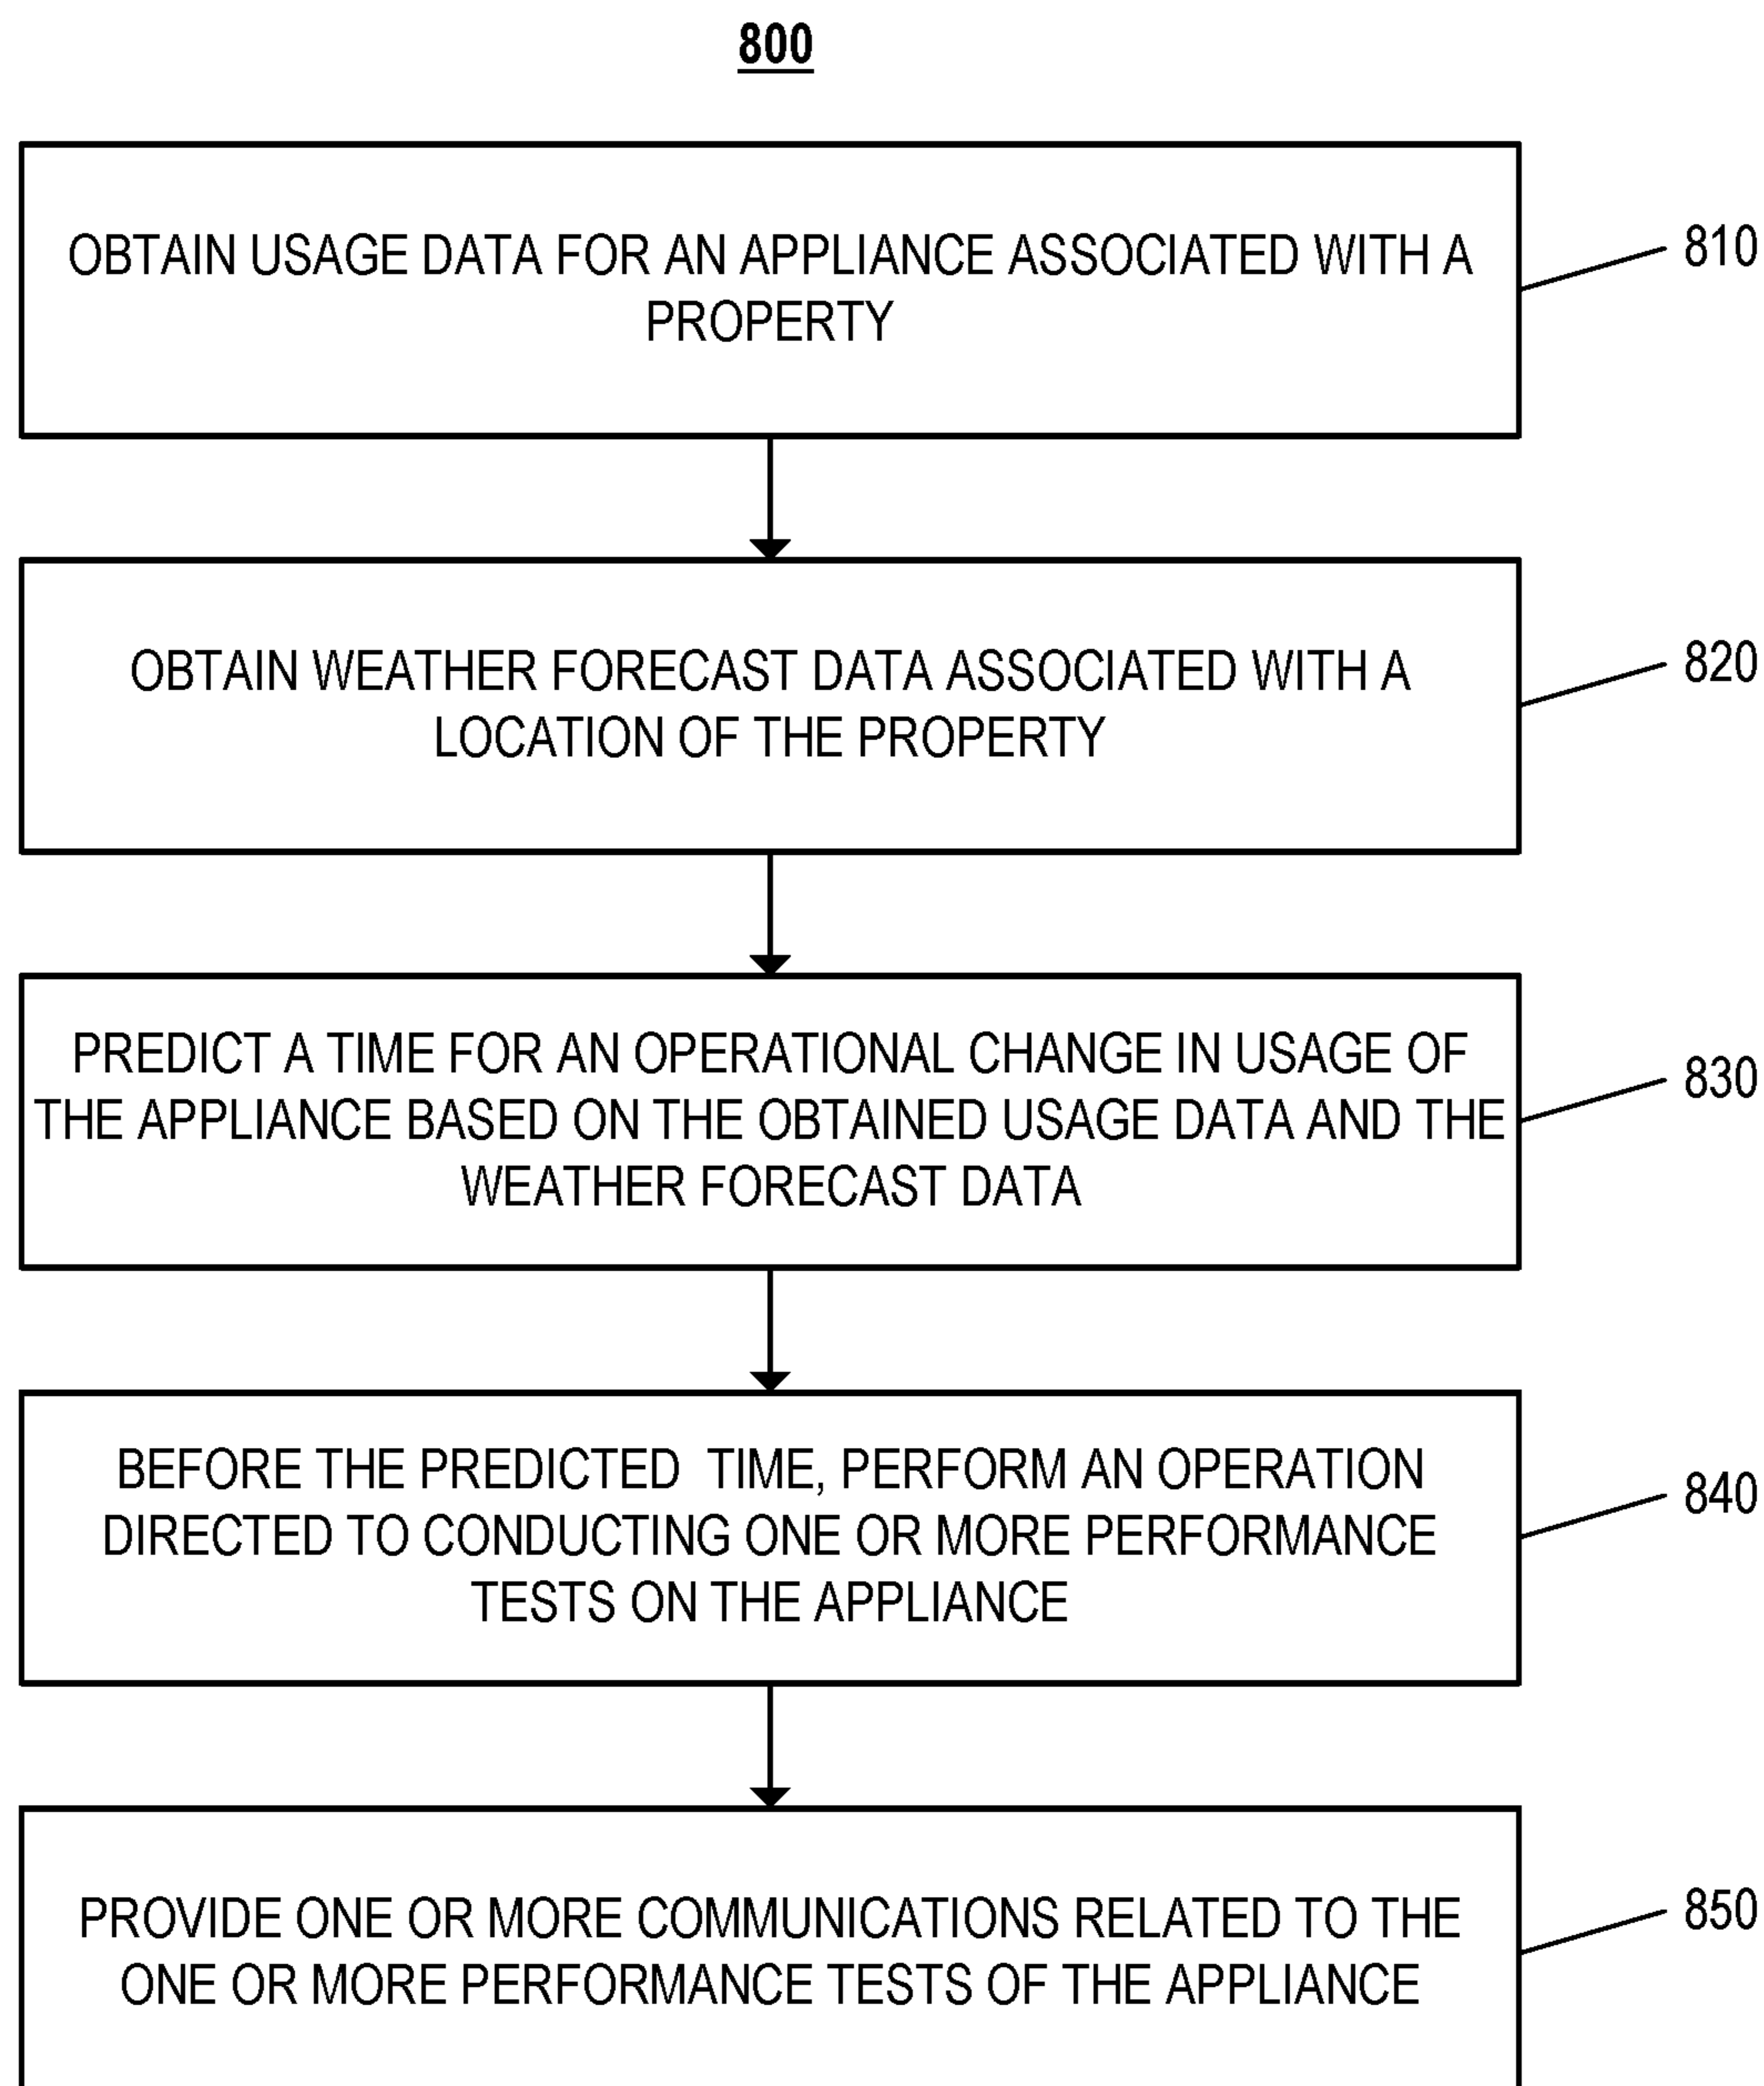 800
OBTAIN USAGE DATA FOR AN APPLIANCE ASSOCIATED WITH A
PROPERTY
810
OBTAIN WEATHER FORECAST DATA ASSOCIATED WITH A
LOCATION OF THE PROPERTY
820
PREDICT A TIME FOR AN OPERATIONAL CHANGE IN USAGE OF
THE APPLIANCE BASED ON THE OBTAINED USAGE DATA AND THE
WEATHER FORECAST DATA
830
BEFORE THE PREDICTED TIME, PERFORM AN OPERATION
DIRECTED TO CONDUCTING ONE OR MORE PERFORMANCE
TESTS ON THE APPLIANCE
840
PROVIDE ONE OR MORE COMMUNICATIONS RELATED TO THE
ONE OR MORE PERFORMANCE TESTS OF THE APPLIANCE
850